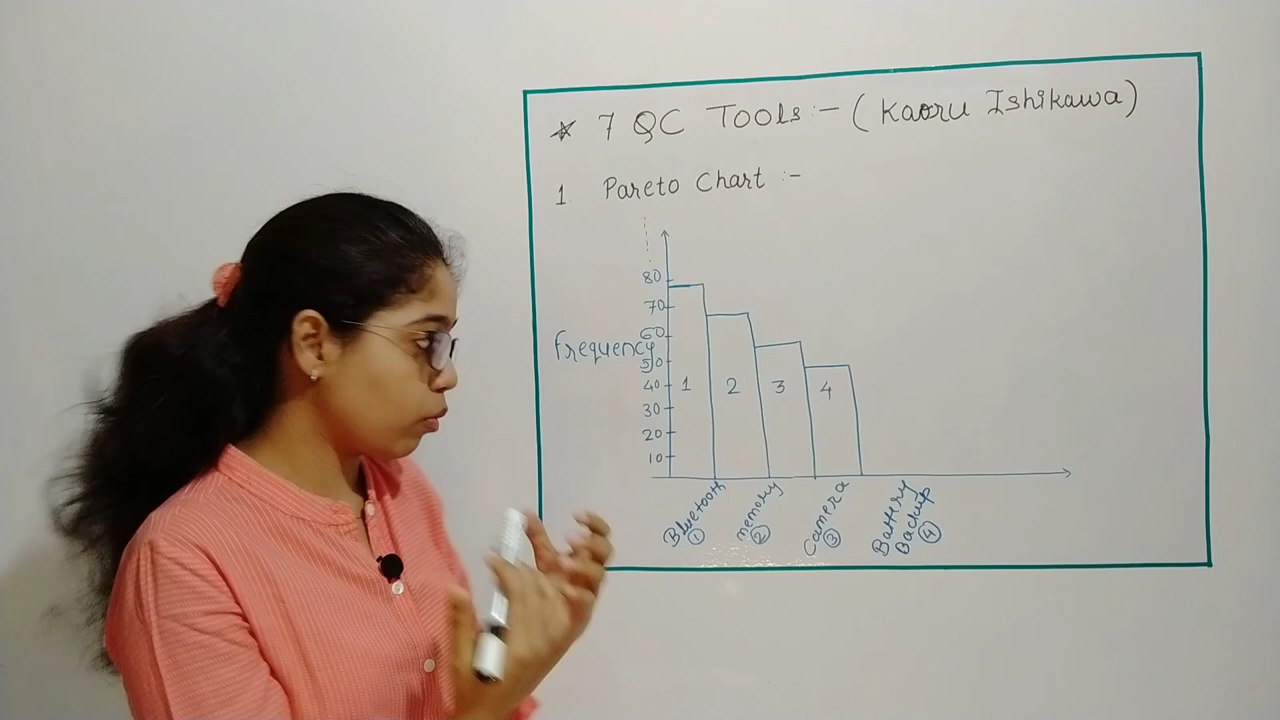 ★ 7 QC TOOls :- (Kaoru Ishikawa)
1. Pareto Chart :-
80
70
60
Frequency
50
40
30
20
10
1 2 3 4
Bluetooth ①
memory ②
Camera ③
Battery Backup ④